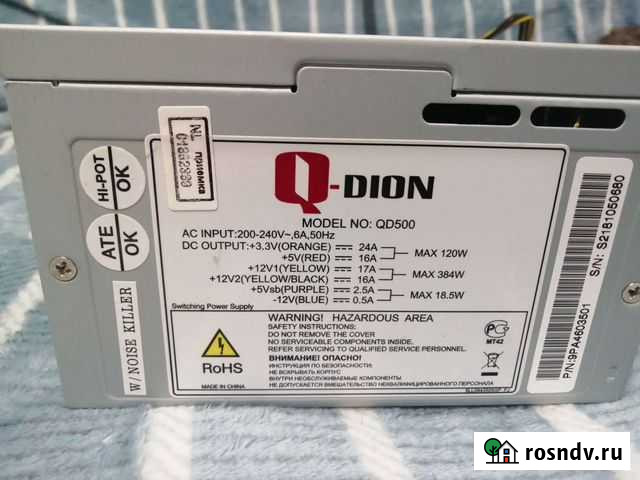 HI-POT
OK
ATE
OK
W/ NOISE KILLER
приемка
Q-DION
MODEL NO: QD500
AC INPUT:200-240V~,6A,50Hz
DC OUTPUT:+3.3V(ORANGE) 24A
+5V(RED) 16A
MAX 120W
+12V1(YELLOW) 17A
+12V2(YELLOW/BLACK) 16A
MAX 384W
+5Vsb(PURPLE) 2.5A
-12V(BLUE) 0.5A
MAX 18.5W
Switching Power Supply
WARNING! HAZARDOUS AREA
SAFETY INSTRUCTIONS:
DO NOT REMOVE THE COVER
NO SERVICEABLE COMPONENTS INSIDE
REFER SERVICING TO QUALIFIED SERVICE PERSONNEL.
ВНИМАНИЕ! ОПАСНО!
ИНСТРУКЦИЯ ПО БЕЗОПАСНОСТИ:
НЕ ВСКРЫВАТЬ КОРПУС
ВНУТРИ НЕОБСЛУЖИВАЕМЫЕ КОМПОНЕНТЫ
НЕ ДОПУСКАЕТСЯ ВМЕШАТЕЛЬСТВО НЕКВАЛИФИЦИРОВАННОГО ПЕРСОНАЛА
RoHS
MADE IN CHINA
МТ42
S/N: S2181050680
P/N:9PA4603501
rosndv.ru